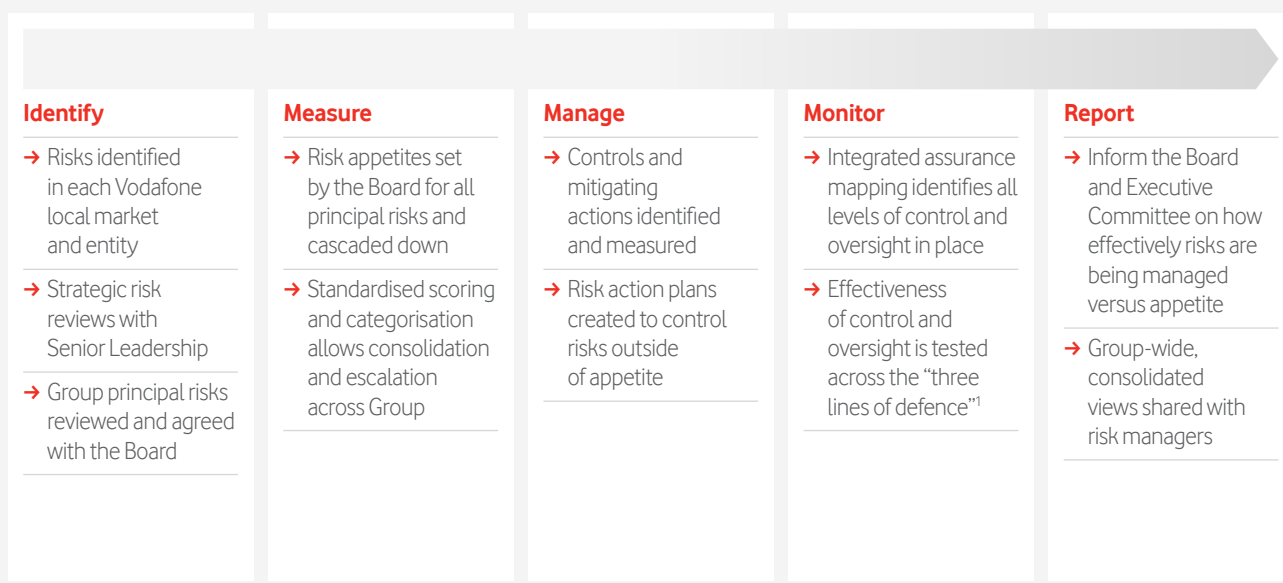 Identify
→ Risks identified
in each Vodafone
local market
and entity
→ Strategic risk
reviews with
Senior Leadership
→ Group principal risks
reviewed and agreed
with the Board
Measure
→ Risk appetites set
by the Board for all
principal risks and
cascaded down
→ Standardised scoring
and categorisation
allows consolidation
and escalation
across Group
Manage
→ Controls and
mitigating
actions identified
and measured
→ Risk action plans
created to control
risks outside
of appetite
Monitor
→ Integrated assurance
mapping identifies all
levels of control and
oversight in place
→ Effectiveness
of control and
oversight is tested
across the “three
lines of defence”¹
Report
→ Inform the Board
and Executive
Committee on how
effectively risks are
being managed
versus appetite
→ Group-wide,
consolidated
views shared with
risk managers